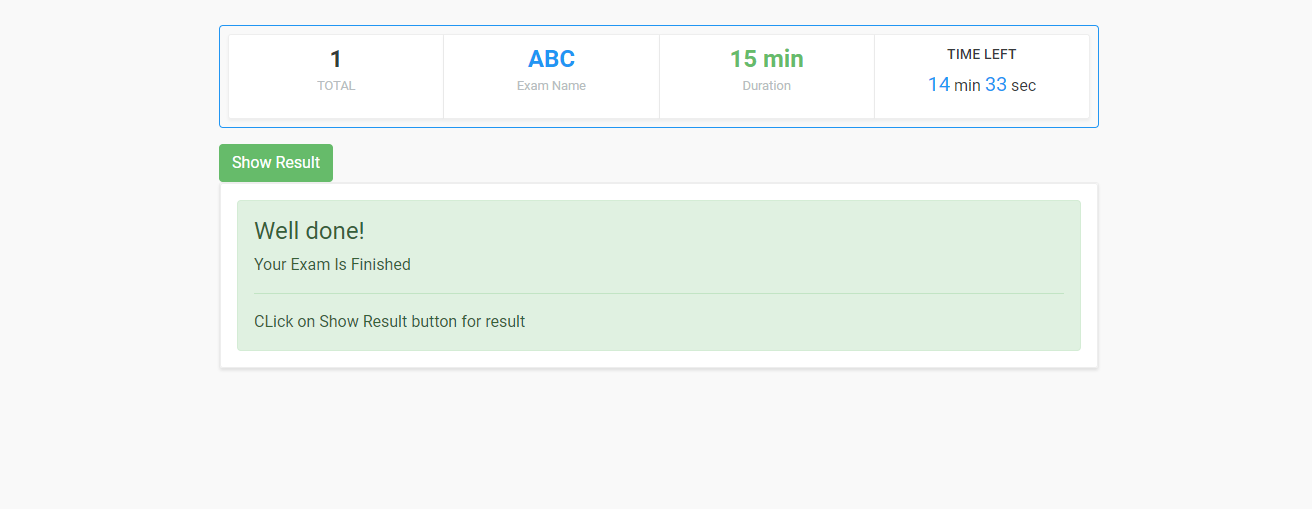 1
TOTAL
ABC
Exam Name
15 min
Duration
TIME LEFT
14 min 33 sec
Show Result
Well done!
Your Exam Is Finished
CLick on Show Result button for result